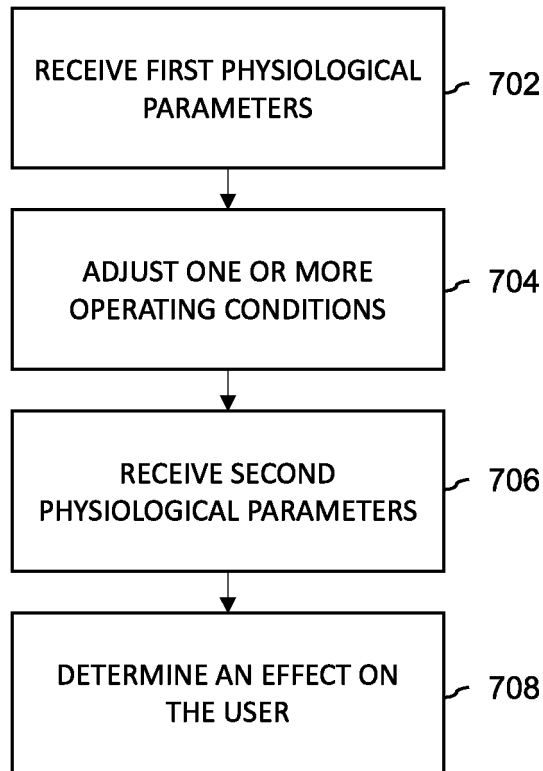 RECEIVE FIRST PHYSIOLOGICAL
PARAMETERS
702
ADJUST ONE OR MORE
OPERATING CONDITIONS
704
RECEIVE SECOND
PHYSIOLOGICAL PARAMETERS
706
DETERMINE AN EFFECT ON
THE USER
708